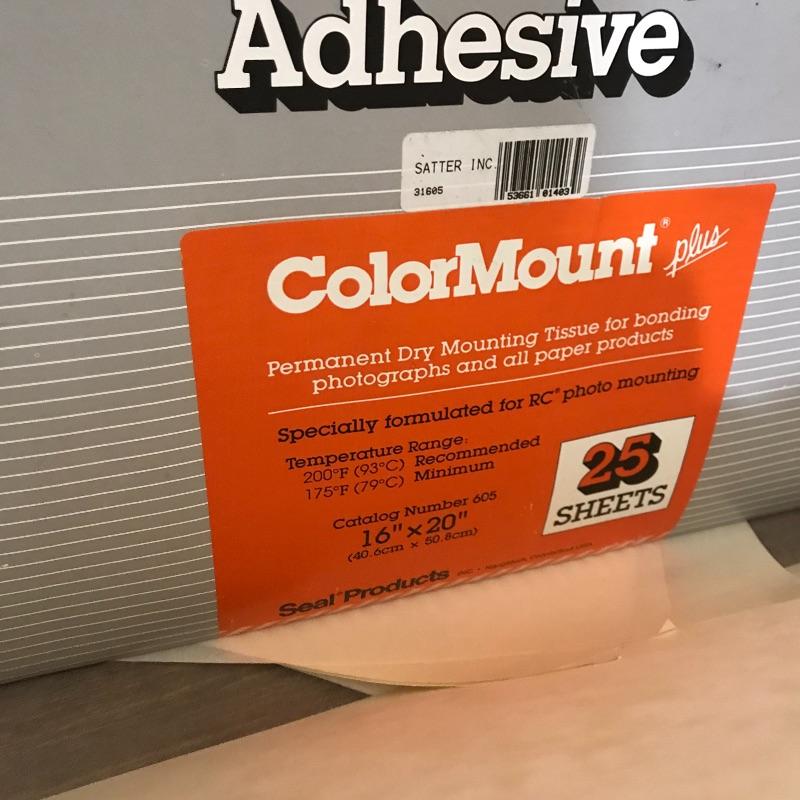 Adhesive
SATTER INC.
31605
53661 01403
ColorMount® plus
Permanent Dry Mounting Tissue for bonding
photographs and all paper products
Specially formulated for RC® photo mounting
Temperature Range:
200°F (93°C) Recommended
175°F (79°C) Minimum
25
SHEETS
Catalog Number 605
16" × 20"
(40.6cm × 50.8cm)
Seal® Products INC.